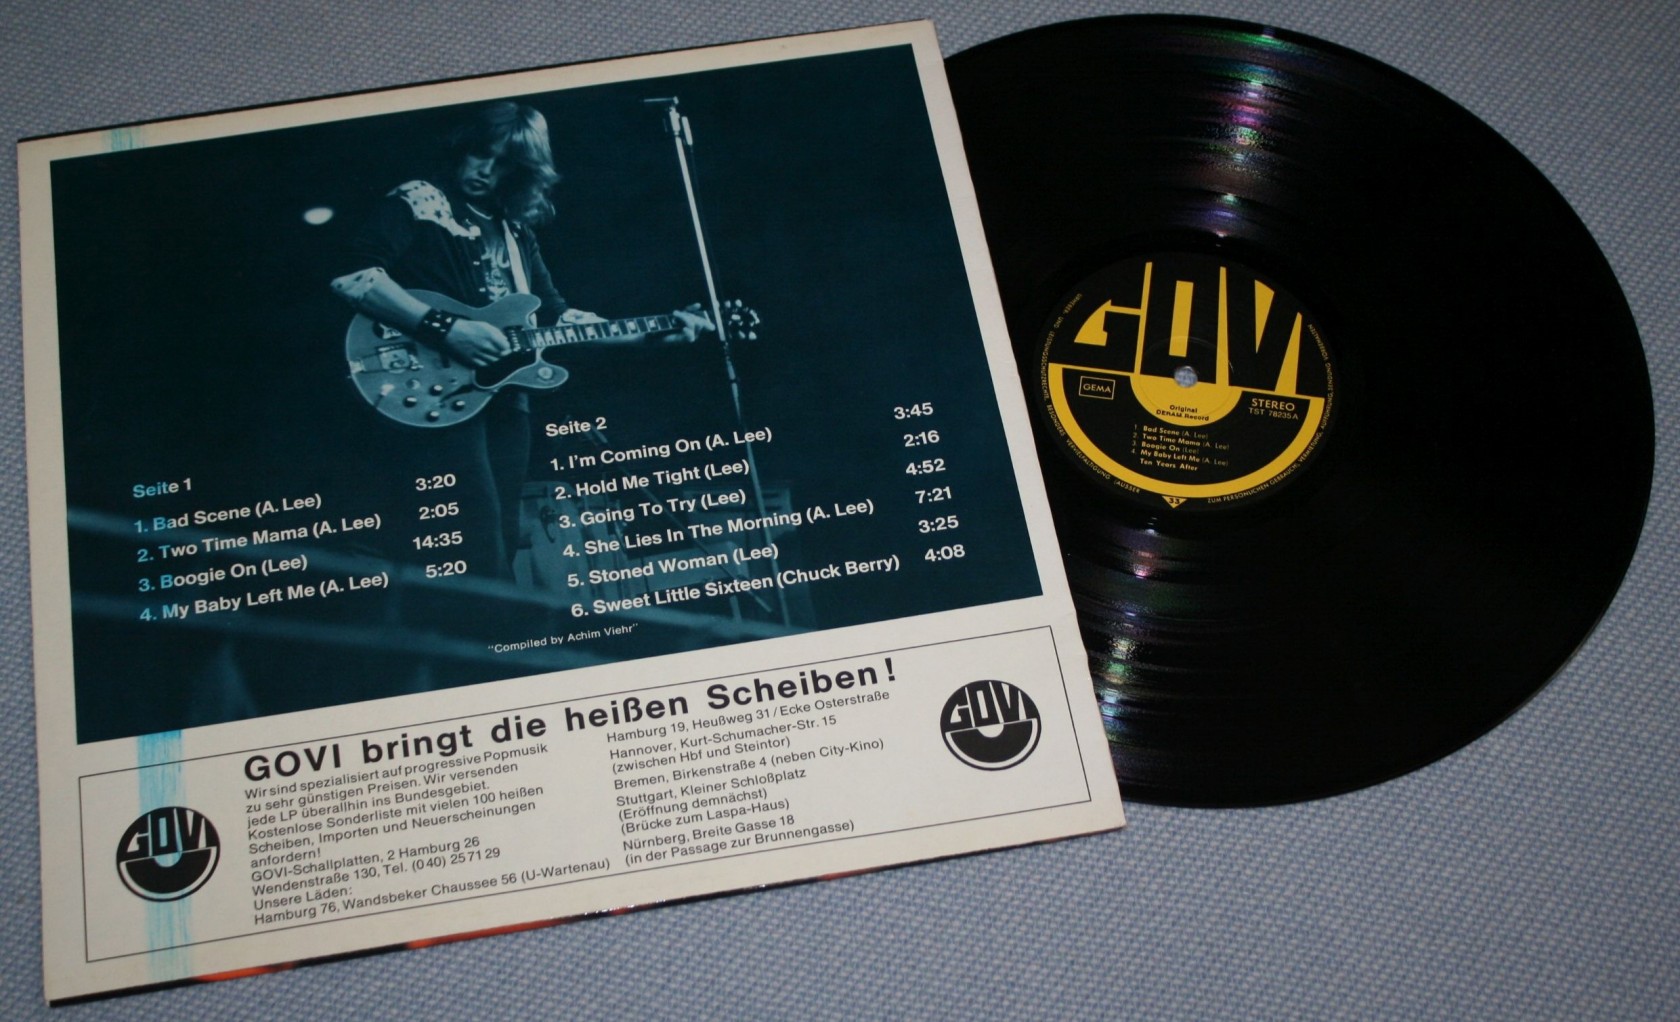 Seite 1
1. Bad Scene (A. Lee) 3:20
2. Two Time Mama (A. Lee) 2:05
3. Boogie On (Lee) 14:35
4. My Baby Left Me (A. Lee) 5:20
Seite 2
1. I'm Coming On (A. Lee) 3:45
2. Hold Me Tight (Lee) 2:16
3. Going To Try (Lee) 4:52
4. She Lies In The Morning (A. Lee) 7:21
5. Stoned Woman (Lee) 3:25
6. Sweet Little Sixteen (Chuck Berry) 4:08
"Compiled by Achim Viehr"
GOVI bringt die heißen Scheiben!
Wir sind spezialisiert auf progressive Popmusik
zu sehr günstigen Preisen. Wir versenden
jede LP überallhin ins Bundesgebiet.
Kostenlose Sonderliste mit vielen 100 heißen
Scheiben, Importen und Neuerscheinungen
anfordern!
GOVI-Schallplatten, 2 Hamburg 26
Wendenstraße 130, Tel. (040) 25 71 29
Unsere Läden:
Hamburg 76, Wandsbeker Chaussee 56 (U-Wartenau)
Hamburg 19, Heußweg 31 / Ecke Osterstraße
Hannover, Kurt-Schumacher-Str. 15
(zwischen Hbf und Steintor)
Bremen, Birkenstraße 4 (neben City-Kino)
Stuttgart, Kleiner Schloßplatz
(Eröffnung demnächst)
(Brücke zum Laspa-Haus)
Nürnberg, Breite Gasse 18
(in der Passage zur Brunnengasse)
GOVI
GOVI
GOVI
GEMA
Original
DERAM Record
STEREO
TST 78235 A
1 Bad Scene (A. Lee)
2. Two Time Mama (A. Lee)
3. Boogie On (Lee)
4. My Baby Left Me (A. Lee)
Ten Years After
33
ZUM PERSÖNLICHEN GEBRAUCH), VERMIETUNG,